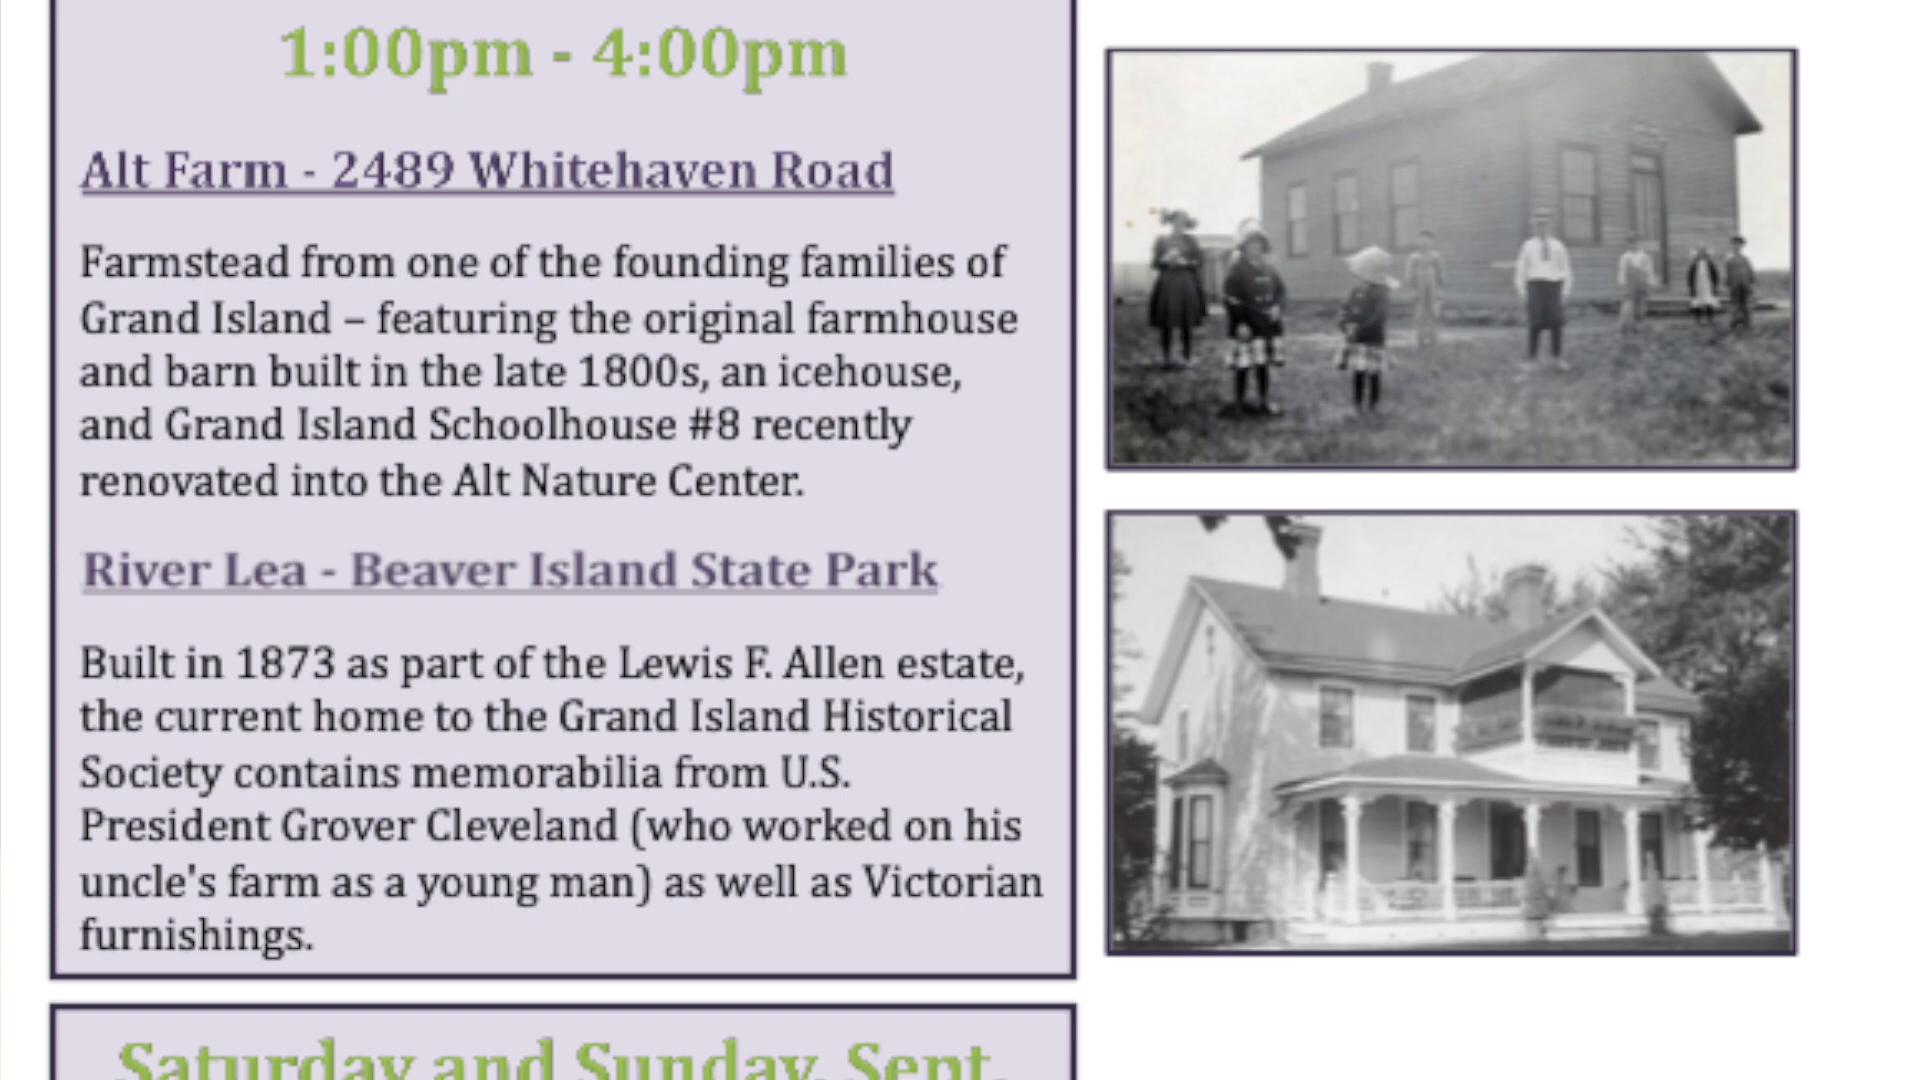 1:00pm - 4:00pm
Alt Farm - 2489 Whitehaven Road
Farmstead from one of the founding families of
Grand Island – featuring the original farmhouse
and barn built in the late 1800s, an icehouse,
and Grand Island Schoolhouse #8 recently
renovated into the Alt Nature Center.
River Lea - Beaver Island State Park
Built in 1873 as part of the Lewis F. Allen estate,
the current home to the Grand Island Historical
Society contains memorabilia from U.S.
President Grover Cleveland (who worked on his
uncle's farm as a young man) as well as Victorian
furnishings.
Saturday and Sunday, Sept.